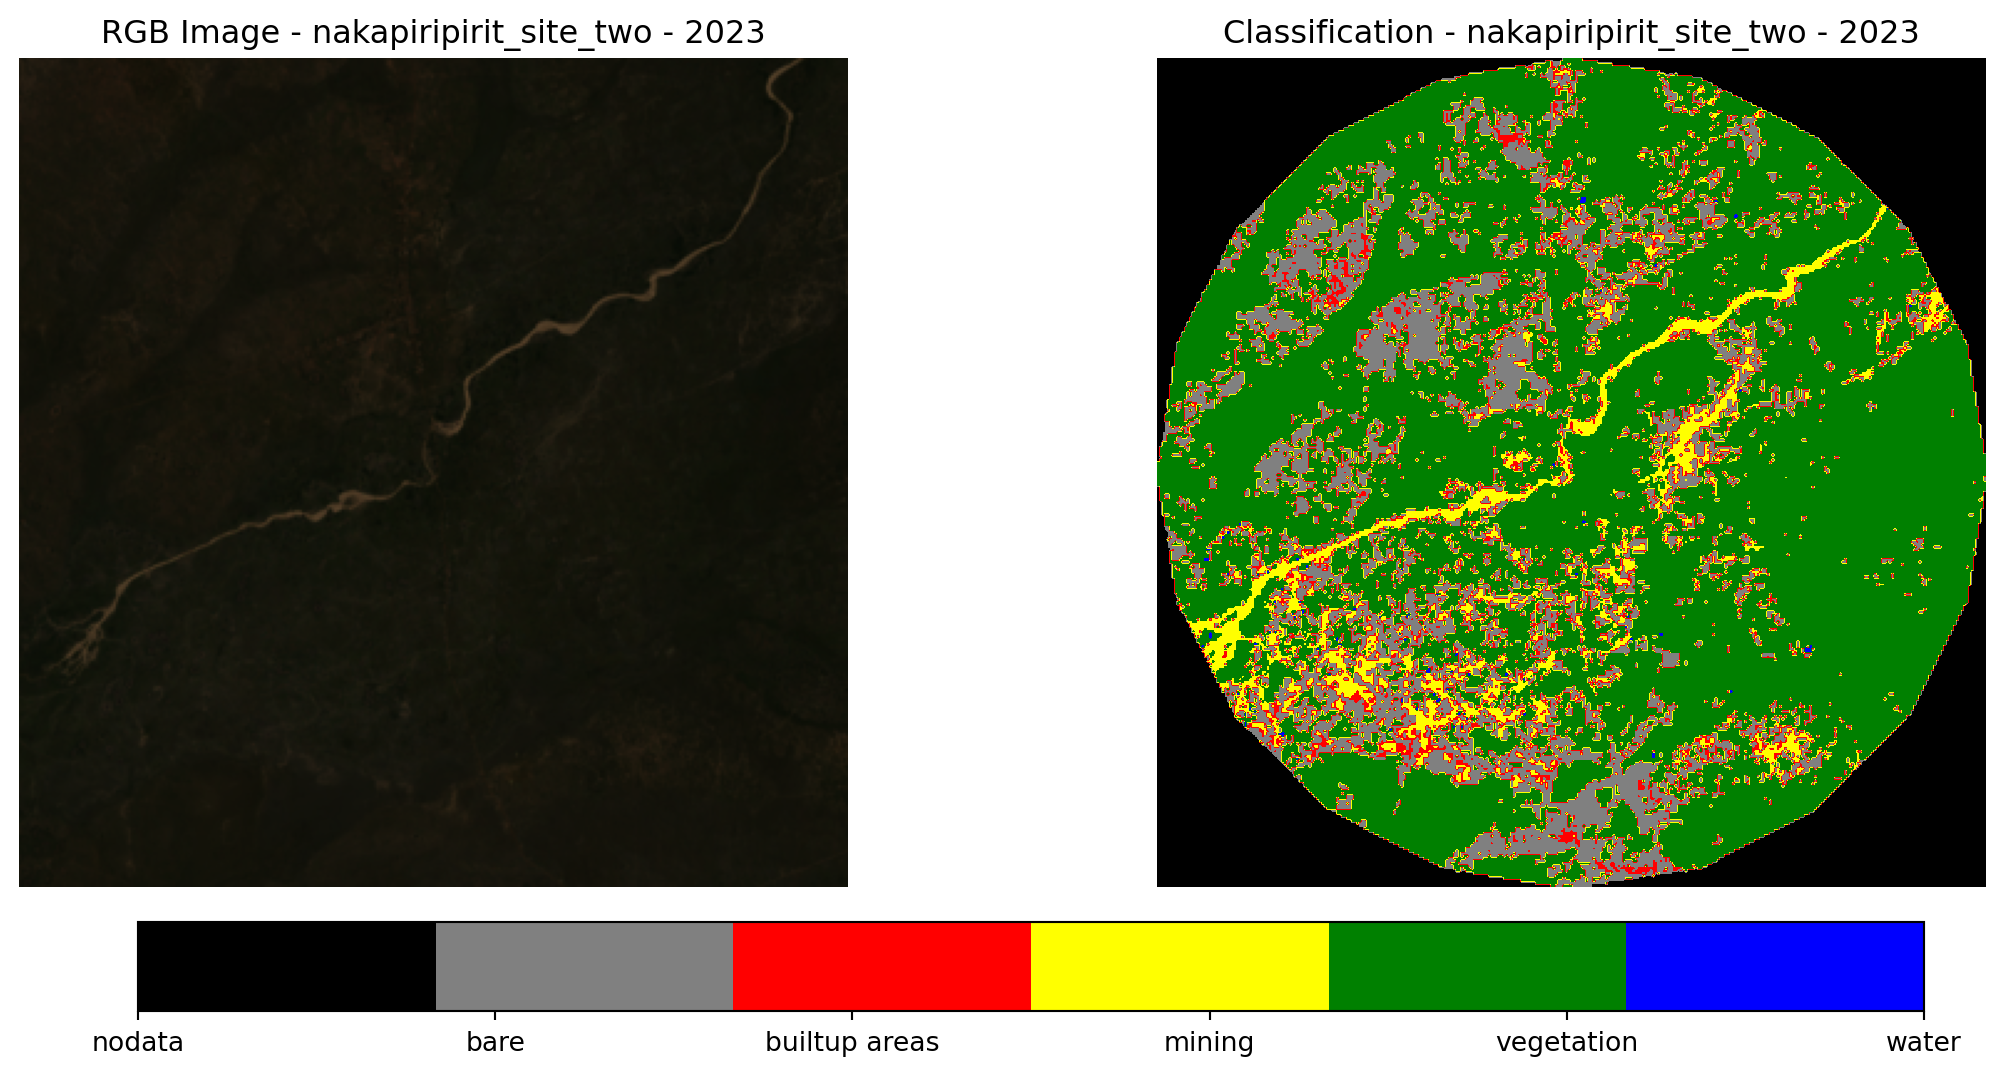 RGB Image - nakapiripirit_site_two - 2023
Classification - nakapiripirit_site_two - 2023
nodata
bare
builtup areas
mining
vegetation
water